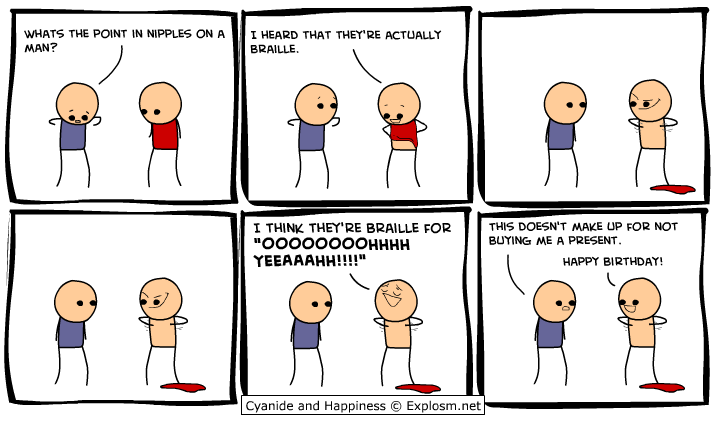 WHATS THE POINT IN NIPPLES ON A
MAN?
I HEARD THAT THEY'RE ACTUALLY
BRAILLE.
I THINK THEY'RE BRAILLE FOR
"OOOOOOOOHHHH
YEEAAAHH!!!!"
THIS DOESN'T MAKE UP FOR NOT
BUYING ME A PRESENT.
HAPPY BIRTHDAY!
Cyanide and Happiness © Explosm.net